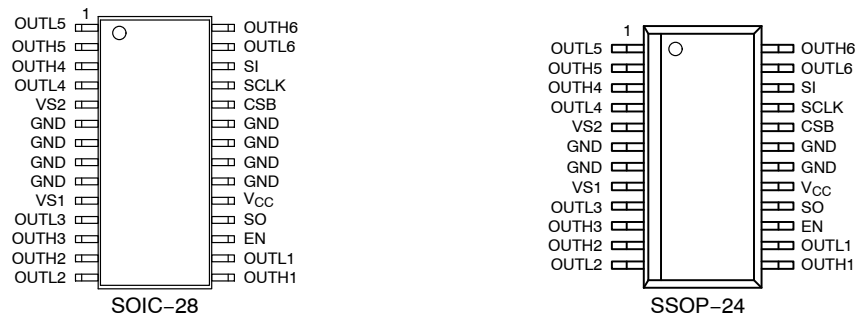 1
OUTL5 OUTH6
OUTH5 OUTL6
OUTH4 SI
OUTL4 SCLK
VS2 CSB
GND GND
GND GND
GND GND
GND GND
VS1 VCC
OUTL3 SO
OUTH3 EN
OUTH2 OUTL1
OUTL2 OUTH1
SOIC−28
1
OUTL5 OUTH6
OUTH5 OUTL6
OUTH4 SI
OUTL4 SCLK
VS2 CSB
GND GND
GND GND
VS1 VCC
OUTL3 SO
OUTH3 EN
OUTH2 OUTL1
OUTL2 OUTH1
SSOP−24